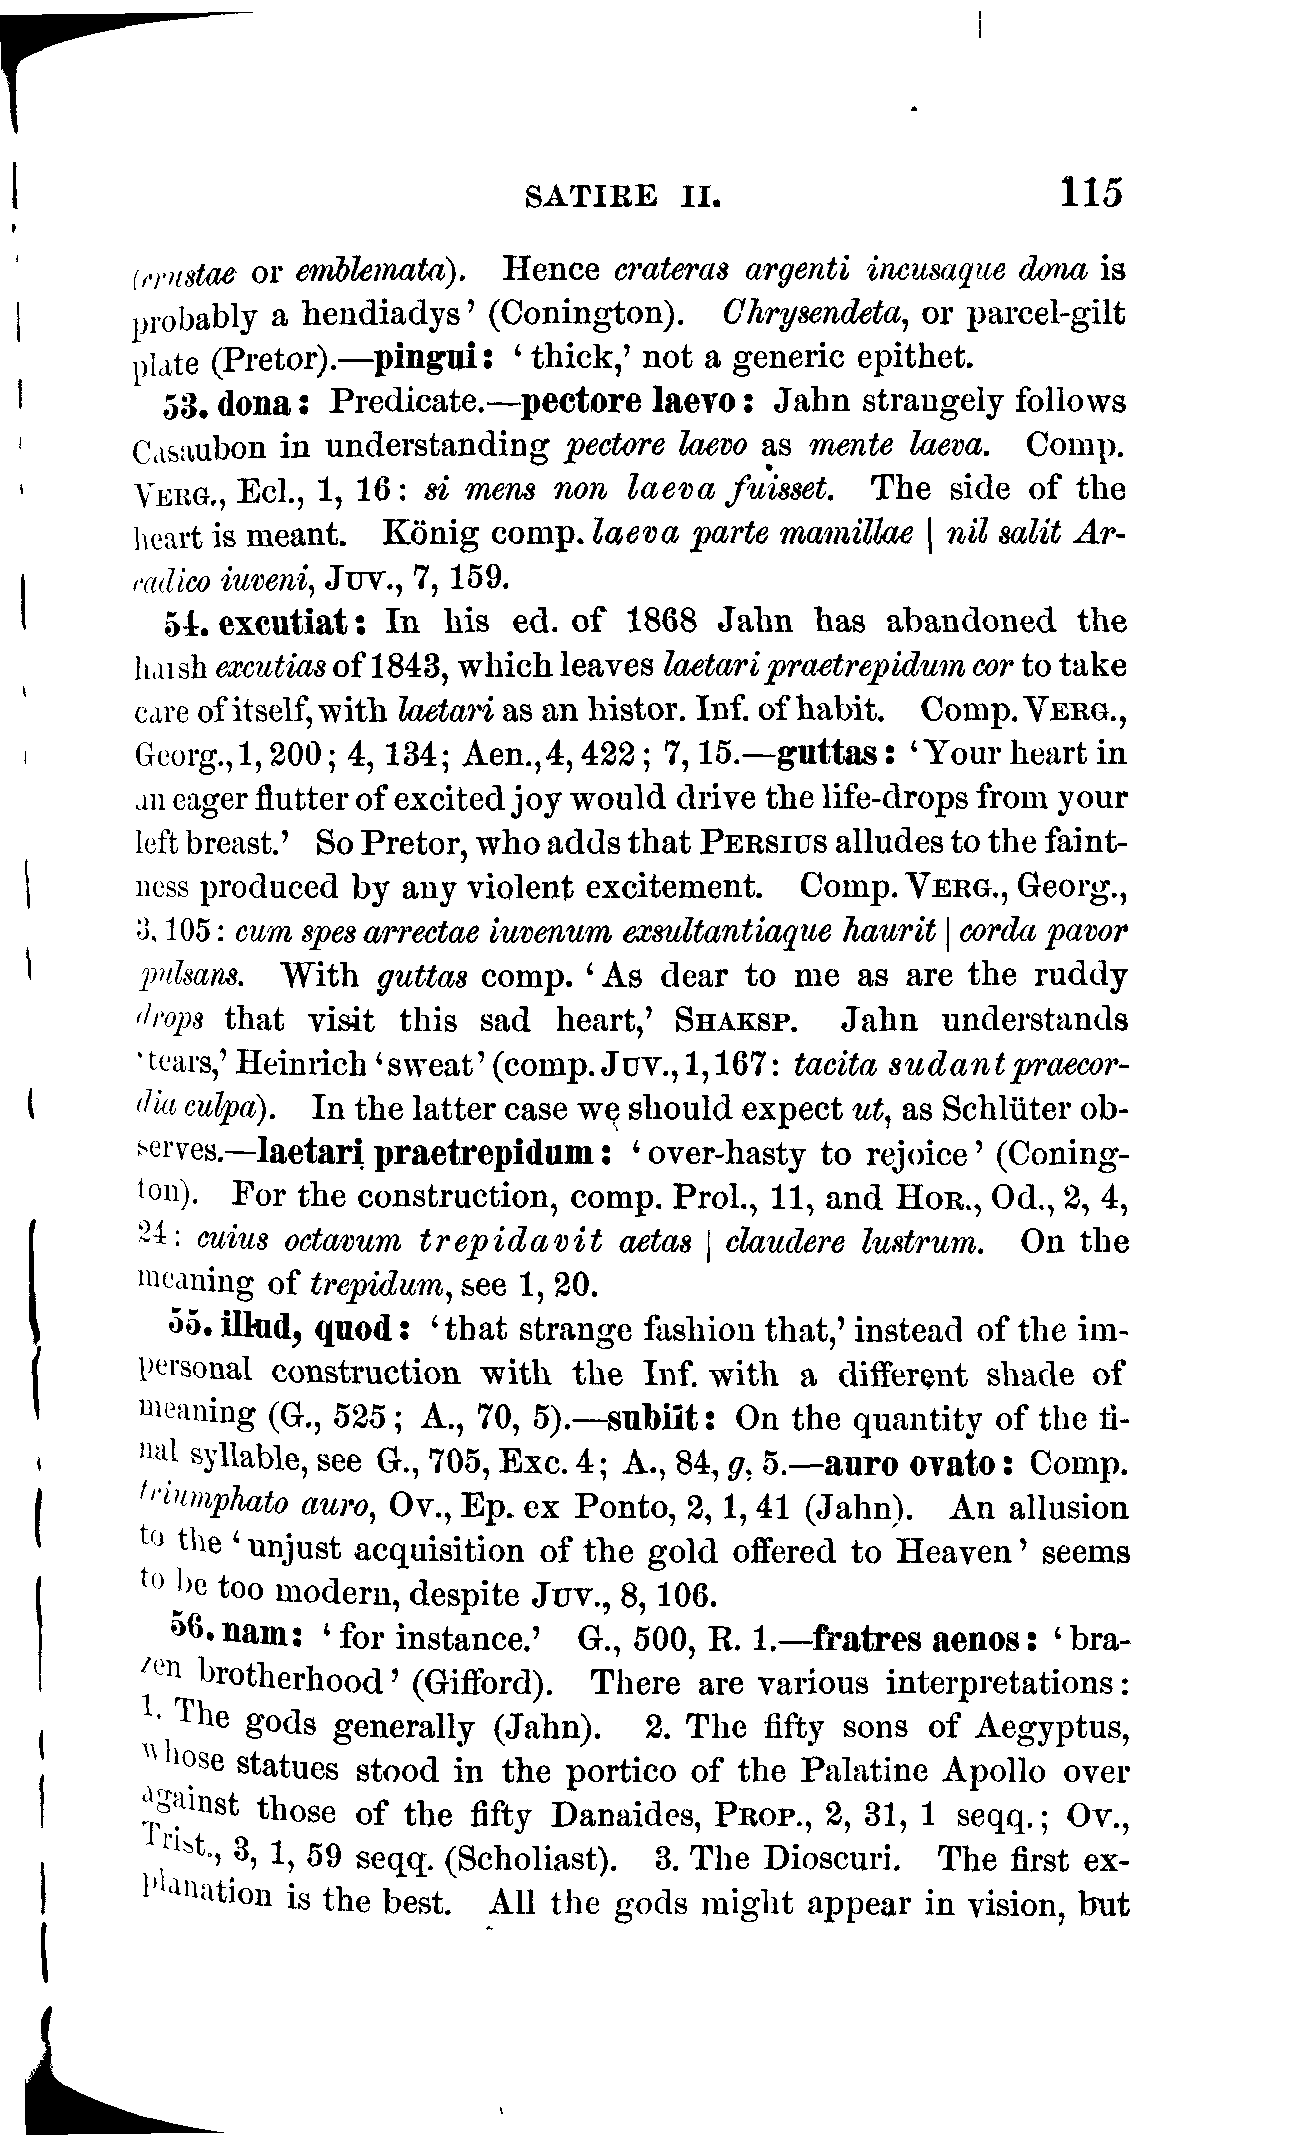 SATIRE II. 115
(crustae or emblemata). Hence crateras argenti incusaque dona is
probably a hendiadys’ (Conington). Chrysendeta, or parcel-gilt
plate (Pretor).—pingui: ‘thick,’ not a generic epithet.
53. dona: Predicate.—pectore laevo: Jahn strangely follows
Casaubon in understanding pectore laevo as mente laeva. Comp.
VERG., Ecl., 1, 16: si mens non laeva fuisset. The side of the
heart is meant. König comp. laeva parte mamillae | nil salit Ar-
cadico iuveni, JUV., 7, 159.
54. excutiat: In his ed. of 1868 Jahn has abandoned the
harsh excutias of 1843, which leaves laetari praetrepidum cor to take
care of itself, with laetari as an histor. Inf. of habit. Comp. VERG.,
Georg., 1, 200; 4, 134; Aen., 4, 422; 7, 15.—guttas: ‘Your heart in
an eager flutter of excited joy would drive the life-drops from your
left breast.’ So Pretor, who adds that PERSIUS alludes to the faint-
ness produced by any violent excitement. Comp. VERG., Georg.,
3, 105: cum spes arrectae iuvenum exsultantiaque haurit | corda pavor
pulsans. With guttas comp. ‘As dear to me as are the ruddy
drops that visit this sad heart,’ SHAKSP. Jahn understands
‘tears,’ Heinrich ‘sweat’ (comp. JUV., 1, 167: tacita sudant praecor-
dia culpa). In the latter case we should expect ut, as Schlüter ob-
serves.—laetari praetrepidum: ‘over-hasty to rejoice’ (Coning-
ton). For the construction, comp. Prol., 11, and HOR., Od., 2, 4,
24: cuius octavum trepidavit aetas | claudere lustrum. On the
meaning of trepidum, see 1, 20.
55. illud, quod: ‘that strange fashion that,’ instead of the im-
personal construction with the Inf. with a different shade of
meaning (G., 525; A., 70, 5).—subiīt: On the quantity of the fi-
nal syllable, see G., 705, Exc. 4; A., 84, g, 5.—auro ovato: Comp.
triumphato auro, OV., Ep. ex Ponto, 2, 1, 41 (Jahn). An allusion
to the ‘unjust acquisition of the gold offered to Heaven’ seems
to be too modern, despite JUV., 8, 106.
56. nam: ‘for instance.’ G., 500, R. 1.—fratres aenos: ‘bra-
zen brotherhood’ (Gifford). There are various interpretations:
1. The gods generally (Jahn). 2. The fifty sons of Aegyptus,
whose statues stood in the portico of the Palatine Apollo over
against those of the fifty Danaides, PROP., 2, 31, 1 seqq.; OV.,
Trist., 3, 1, 59 seqq. (Scholiast). 3. The Dioscuri. The first ex-
planation is the best. All the gods might appear in vision, but